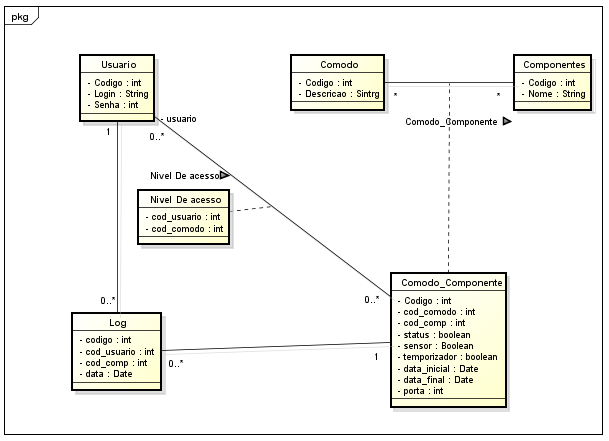 pkg
Usuario
- Codigo : int
- Login : String
- Senha : int
Comodo
- Codigo : int
- Descricao : Sintrg
Componentes
- Codigo : int
- Nome : String
* *
Comodo_Componente
- usuario
1
0..*
Nivel De acesso
Nivel De acesso
- cod_usuario : int
- cod_comodo : int
Comodo_Componente
- Codigo : int
- cod_comodo : int
- cod_comp : int
- status : boolean
- sensor : Boolean
- temporizador : boolean
- data_inicial : Date
- data_final : Date
- porta : int
0..*
0..*
Log
- codigo : int
- cod_usuario : int
- cod_comp : int
- data : Date
0..*
1